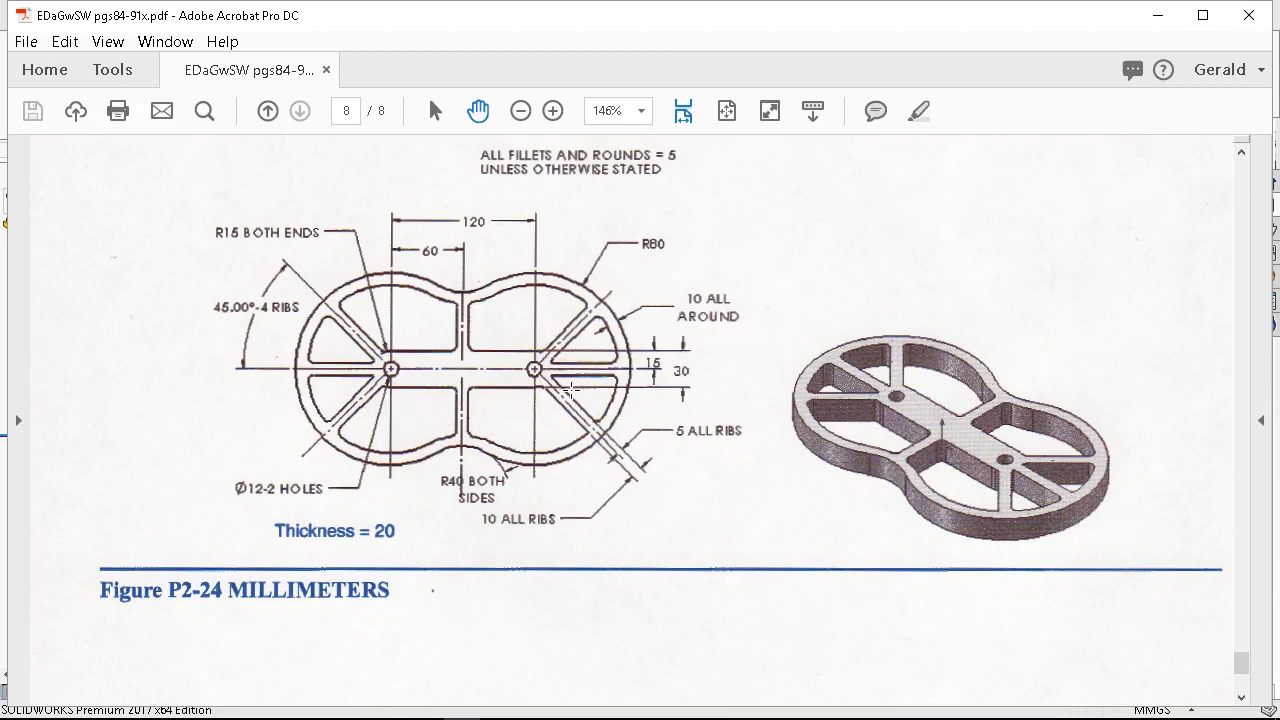 EDaGwSW pgs84-91x.pdf - Adobe Acrobat Pro DC
File Edit View Window Help
Home Tools EDaGwSW pgs84-9... × Gerald
8 / 8 146%
ALL FILLETS AND ROUNDS = 5
UNLESS OTHERWISE STATED
120
R15 BOTH ENDS
60
R80
45.00°-4 RIBS
10 ALL
AROUND
15
30
5 ALL RIBS
R40 BOTH
SIDES
Ø12-2 HOLES
10 ALL RIBS
Thickness = 20
Figure P2-24 MILLIMETERS
SOLIDWORKS Premium 2017 x64 Edition MMGS